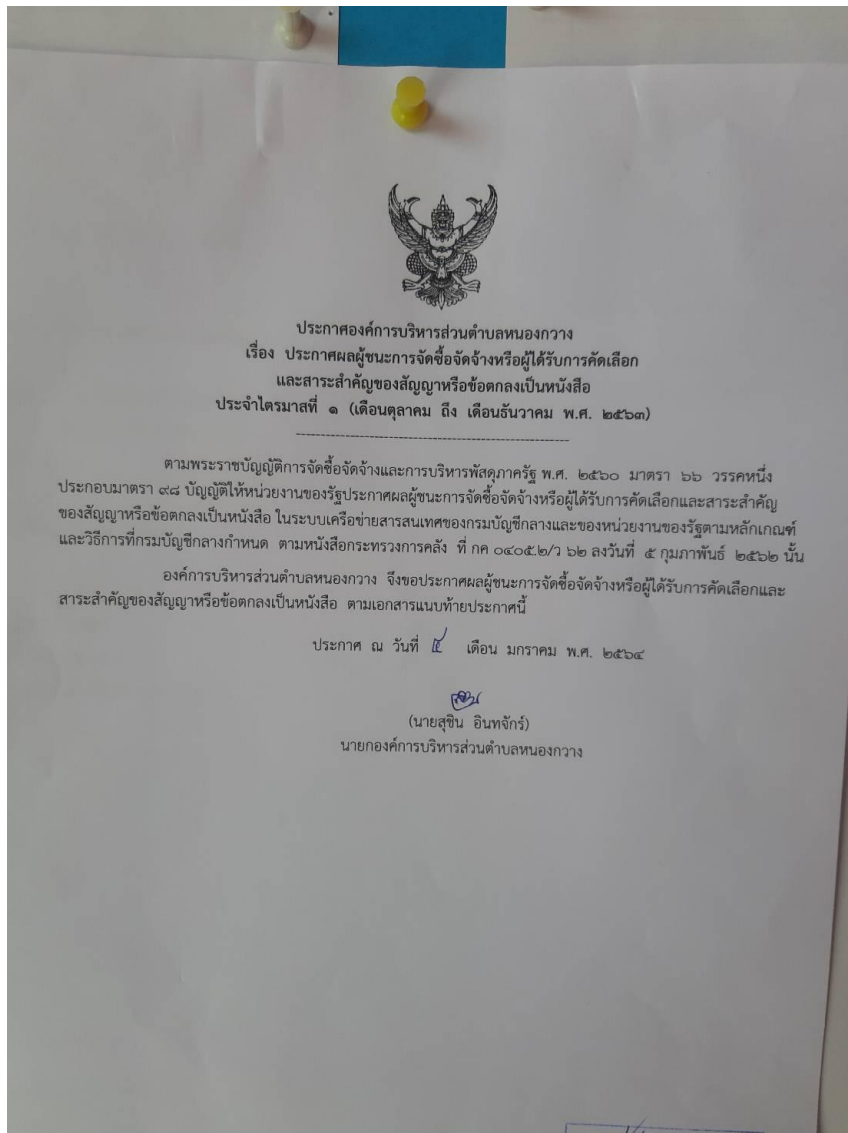 ประกาศองค์การบริหารส่วนตำบลหนองกวาง
เรื่อง ประกาศผลผู้ชนะการจัดซื้อจัดจ้างหรือผู้ได้รับการคัดเลือก
และสาระสำคัญของสัญญาหรือข้อตกลงเป็นหนังสือ
ประจำไตรมาสที่ ๑ (เดือนตุลาคม ถึง เดือนธันวาคม พ.ศ. ๒๕๖๓)
ตามพระราชบัญญัติการจัดซื้อจัดจ้างและการบริหารพัสดุภาครัฐ พ.ศ. ๒๕๖๐ มาตรา ๖๖ วรรคหนึ่ง
ประกอบมาตรา ๙๘ บัญญัติให้หน่วยงานของรัฐประกาศผลผู้ชนะการจัดซื้อจัดจ้างหรือผู้ได้รับการคัดเลือกและสาระสำคัญ
ของสัญญาหรือข้อตกลงเป็นหนังสือ ในระบบเครือข่ายสารสนเทศของกรมบัญชีกลางและของหน่วยงานของรัฐตามหลักเกณฑ์
และวิธีการที่กรมบัญชีกลางกำหนด ตามหนังสือกระทรวงการคลัง ที่ กค ๐๔๐๕.๒/ว ๖๒ ลงวันที่ ๕ กุมภาพันธ์ ๒๕๖๒ นั้น
องค์การบริหารส่วนตำบลหนองกวาง จึงขอประกาศผลผู้ชนะการจัดซื้อจัดจ้างหรือผู้ได้รับการคัดเลือกและ
สาระสำคัญของสัญญาหรือข้อตกลงเป็นหนังสือ ตามเอกสารแนบท้ายประกาศนี้
ประกาศ ณ วันที่ ๕ เดือน มกราคม พ.ศ. ๒๕๖๔
(นายสุชิน อินทจักร์)
นายกองค์การบริหารส่วนตำบลหนองกวาง